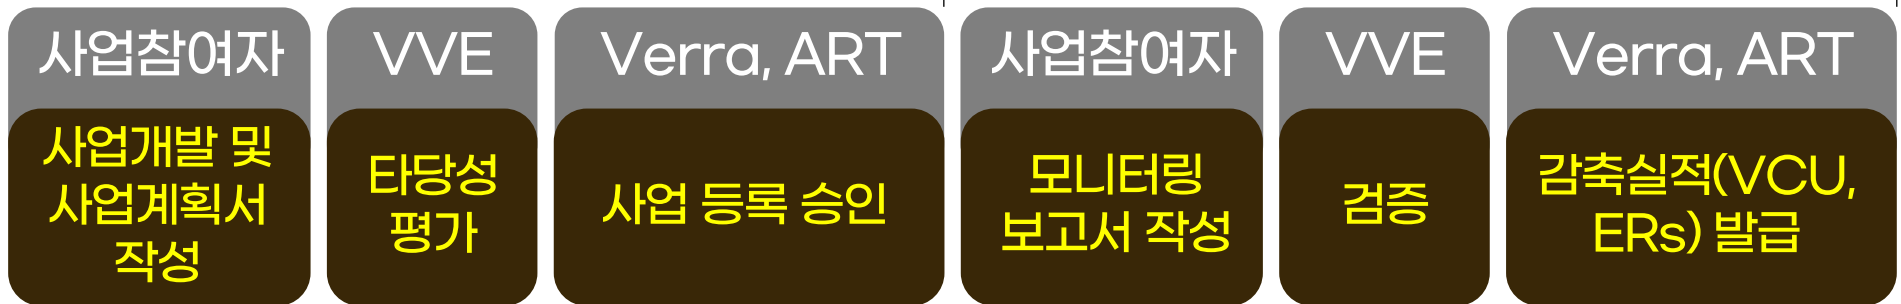 사업참여자
사업개발 및
사업계획서
작성
VVE
타당성
평가
Verra, ART
사업 등록 승인
사업참여자
모니터링
보고서 작성
VVE
검증
Verra, ART
감축실적(VCU,
ERs) 발급